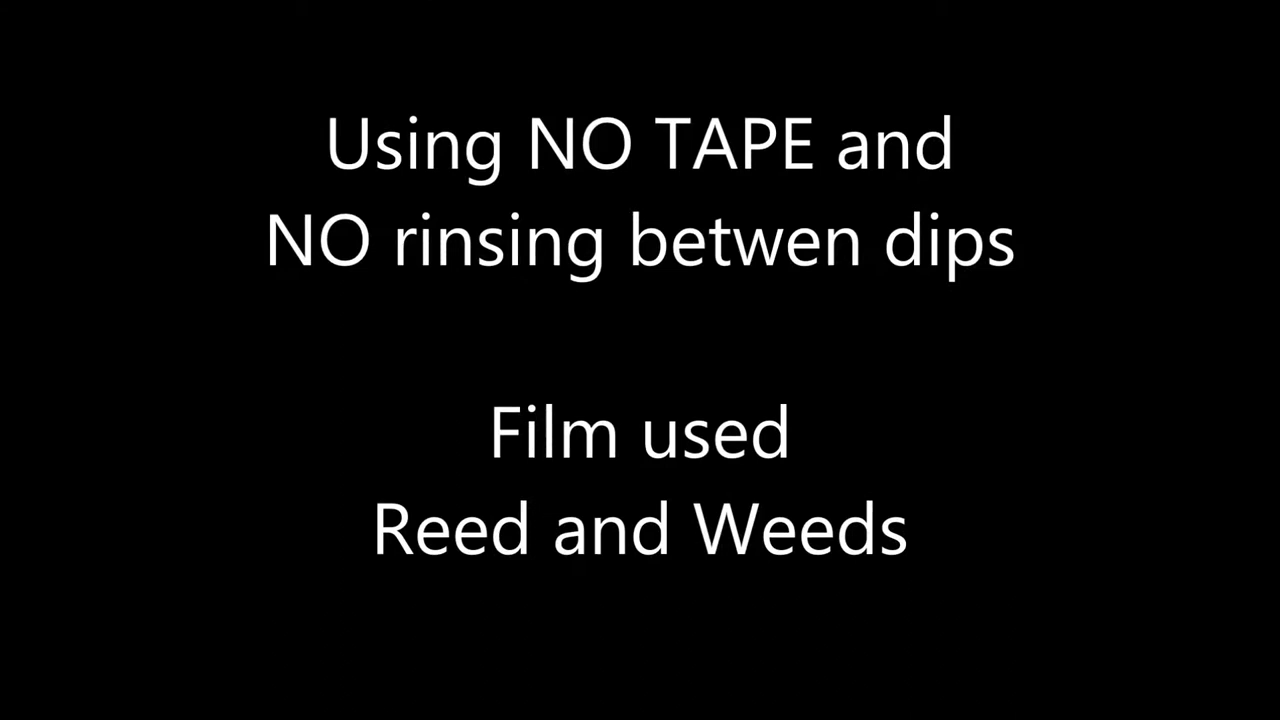 Using NO TAPE and
NO rinsing betwen dips
Film used
Reed and Weeds